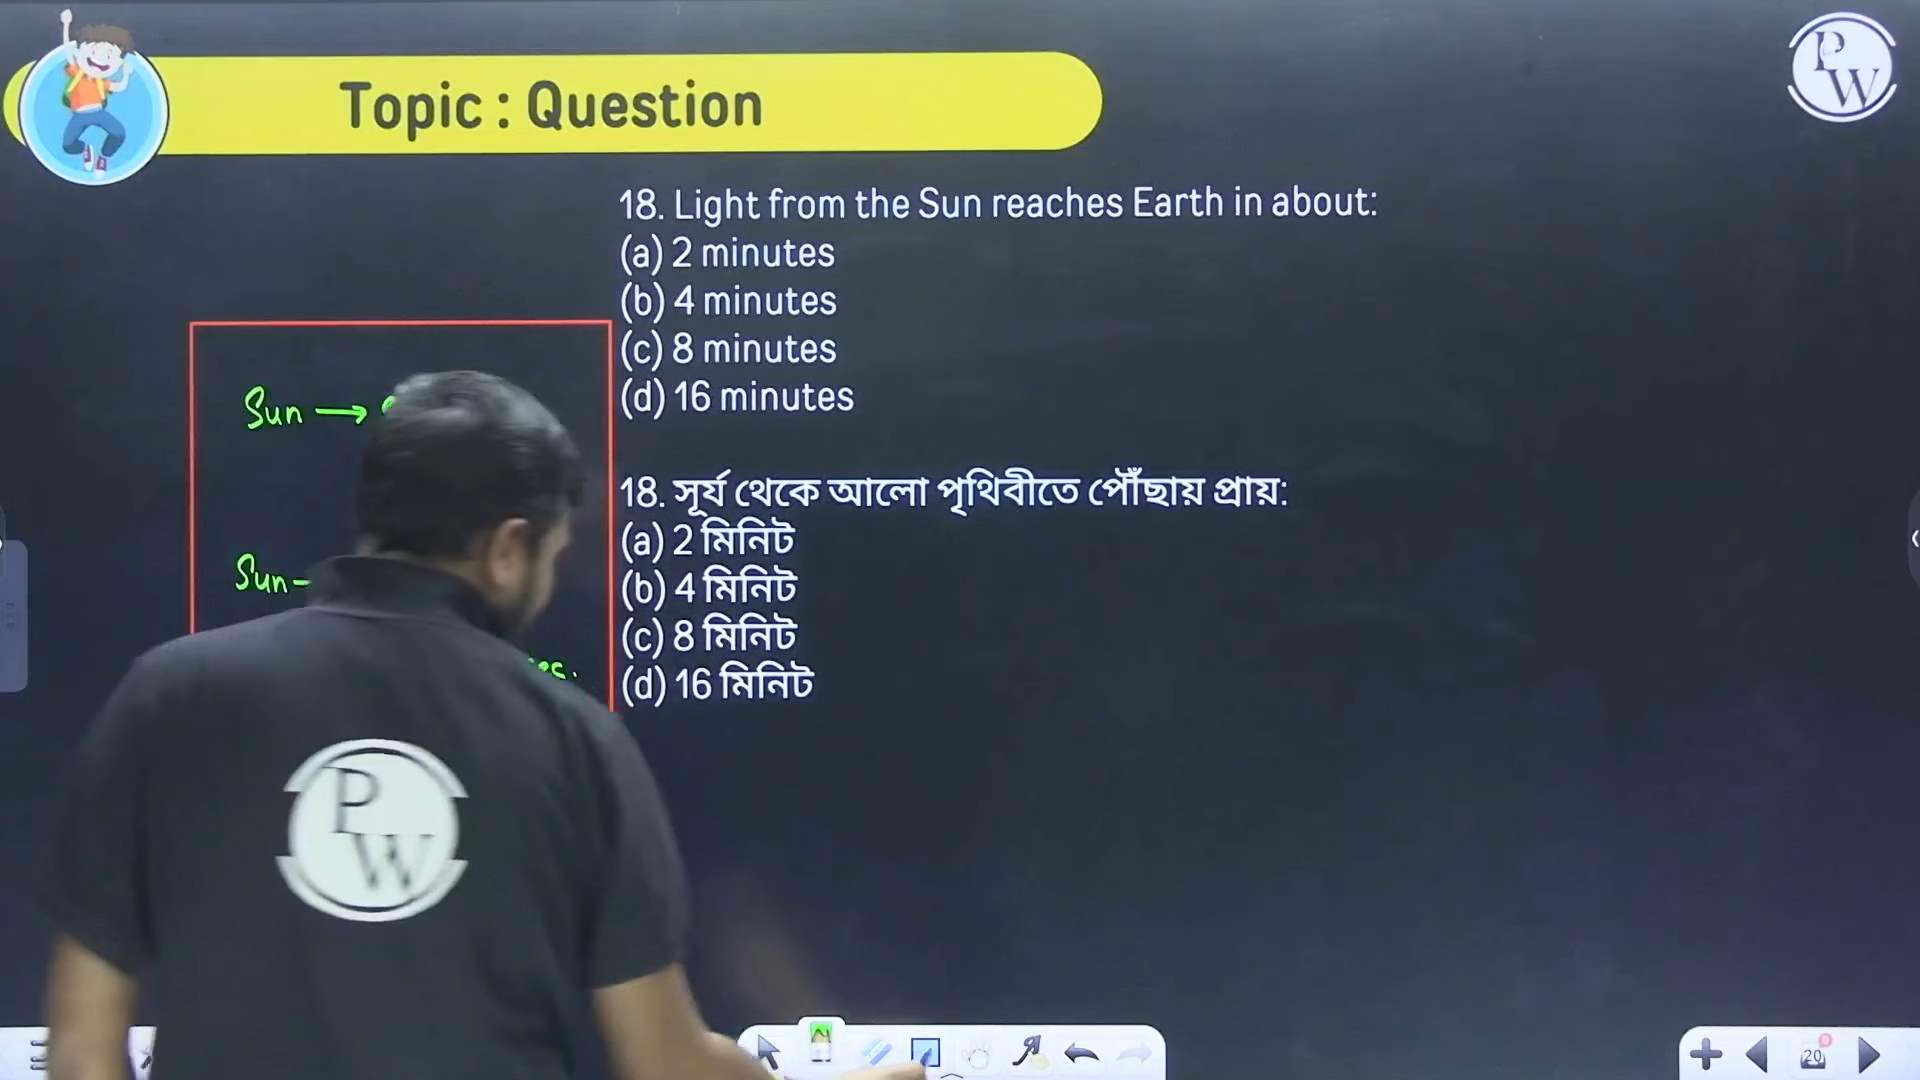 Topic : Question
P
W
18. Light from the Sun reaches Earth in about:
(a) 2 minutes
(b) 4 minutes
(c) 8 minutes
(d) 16 minutes
Sun →
18. সূর্য থেকে আলো পৃথিবীতে পৌঁছায় প্রায়:
Sun-
(a) 2 মিনিট
(b) 4 মিনিট
(c) 8 মিনিট
(d) 16 মিনিট
P
W
20